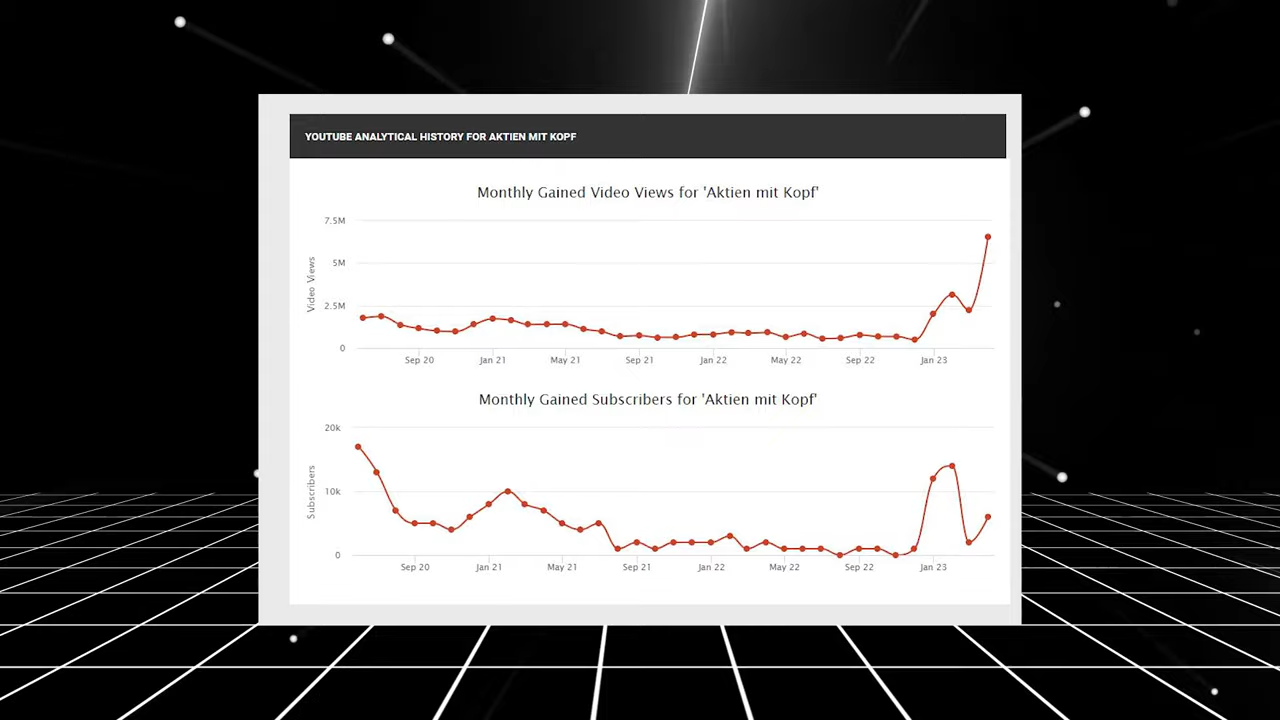 YOUTUBE ANALYTICAL HISTORY FOR AKTIEN MIT KOPF
Monthly Gained Video Views for 'Aktien mit Kopf'
7.5M
5M
2.5M
0
Video Views
Sep 20 Jan 21 May 21 Sep 21 Jan 22 May 22 Sep 22 Jan 23
Monthly Gained Subscribers for 'Aktien mit Kopf'
20k
10k
0
Subscribers
Sep 20 Jan 21 May 21 Sep 21 Jan 22 May 22 Sep 22 Jan 23